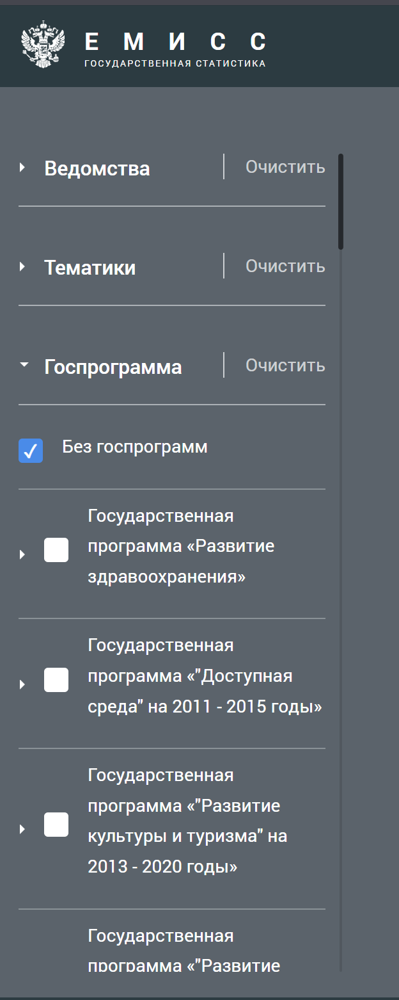 ЕМИСС
ГОСУДАРСТВЕННАЯ СТАТИСТИКА
Ведомства
Очистить
Тематики
Очистить
Госпрограмма
Очистить
Без госпрограмм
Государственная
программа «Развитие
здравоохранения»
Государственная
программа «"Доступная
среда" на 2011 - 2015 годы»
Государственная
программа «"Развитие
культуры и туризма" на
2013 - 2020 годы»
Государственная
программа «"Развитие